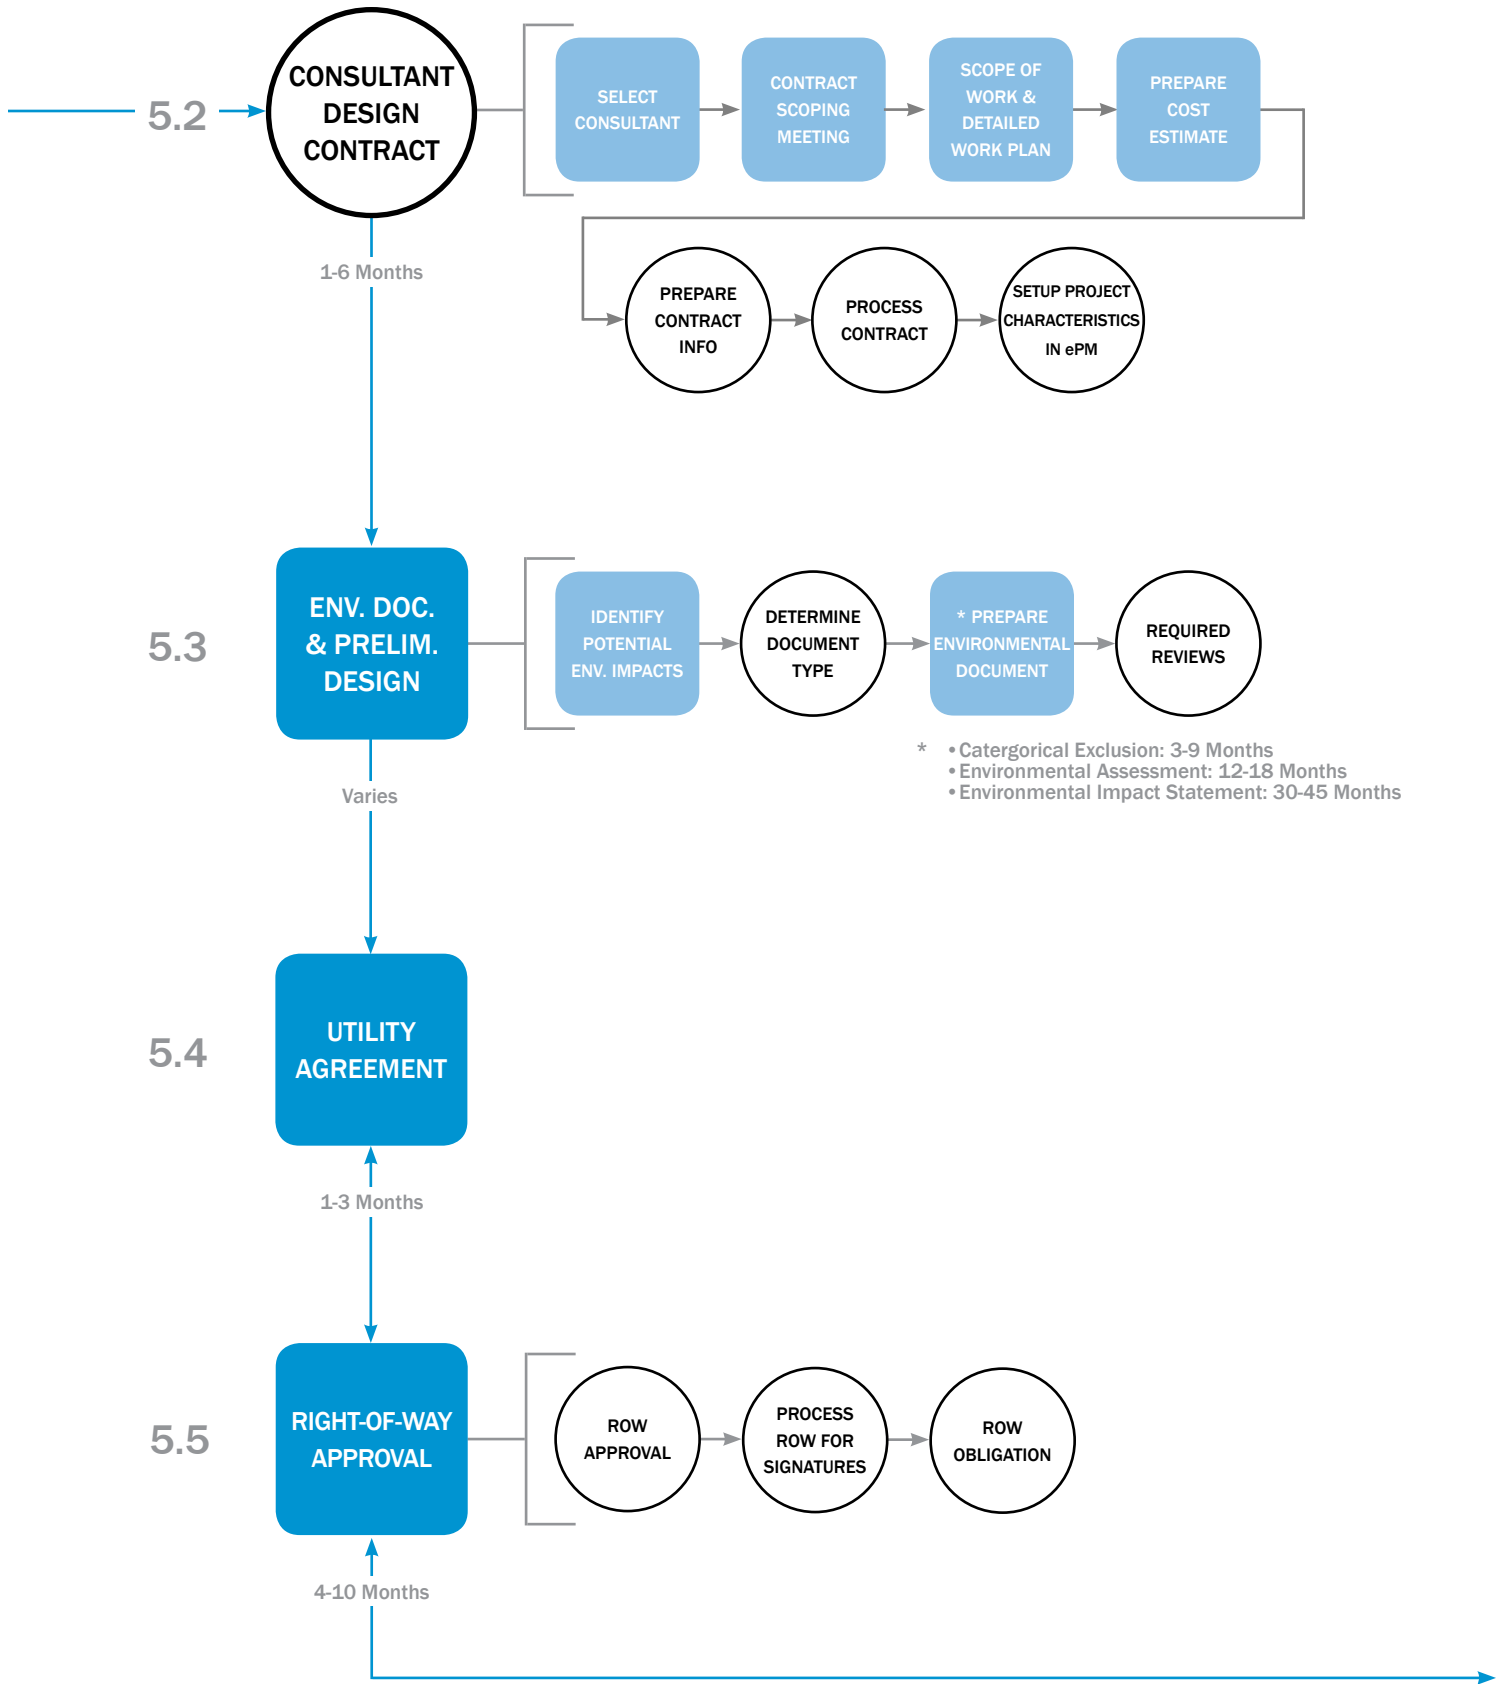 5.2
CONSULTANT
DESIGN
CONTRACT
SELECT
CONSULTANT
CONTRACT
SCOPING
MEETING
SCOPE OF
WORK &
DETAILED
WORK PLAN
PREPARE
COST
ESTIMATE
1-6 Months
PREPARE
CONTRACT
INFO
PROCESS
CONTRACT
SETUP PROJECT
CHARACTERISTICS
IN ePM
5.3
ENV. DOC.
& PRELIM.
DESIGN
IDENTIFY
POTENTIAL
ENV. IMPACTS
DETERMINE
DOCUMENT
TYPE
* PREPARE
ENVIRONMENTAL
DOCUMENT
REQUIRED
REVIEWS
* • Catergorical Exclusion: 3-9 Months
• Environmental Assessment: 12-18 Months
• Environmental Impact Statement: 30-45 Months
Varies
5.4
UTILITY
AGREEMENT
1-3 Months
5.5
RIGHT-OF-WAY
APPROVAL
ROW
APPROVAL
PROCESS
ROW FOR
SIGNATURES
ROW
OBLIGATION
4-10 Months